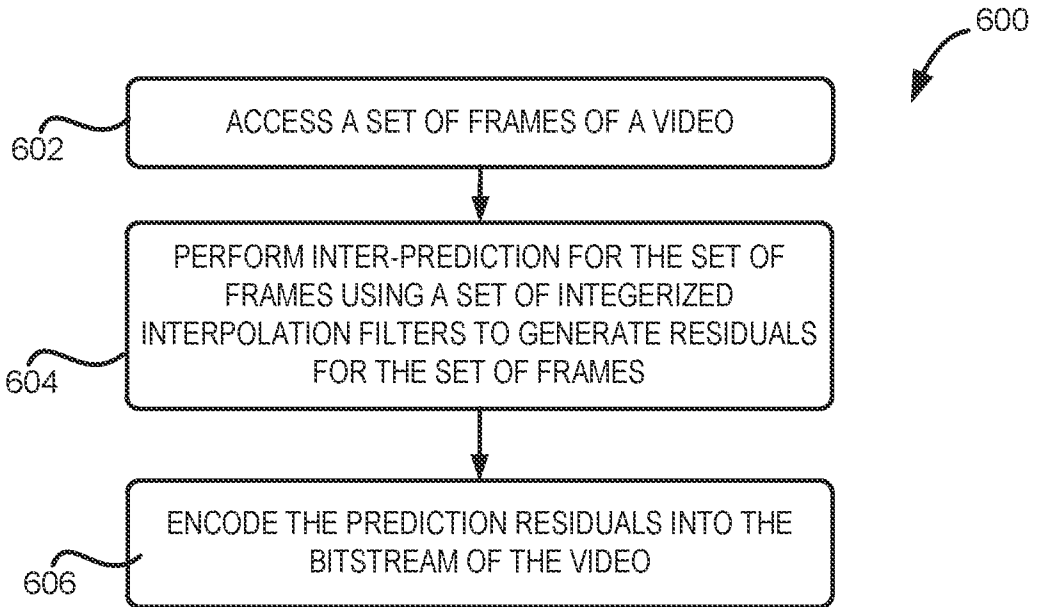 600
ACCESS A SET OF FRAMES OF A VIDEO
602
PERFORM INTER-PREDICTION FOR THE SET OF
FRAMES USING A SET OF INTEGERIZED
INTERPOLATION FILTERS TO GENERATE RESIDUALS
FOR THE SET OF FRAMES
604
ENCODE THE PREDICTION RESIDUALS INTO THE
BITSTREAM OF THE VIDEO
606